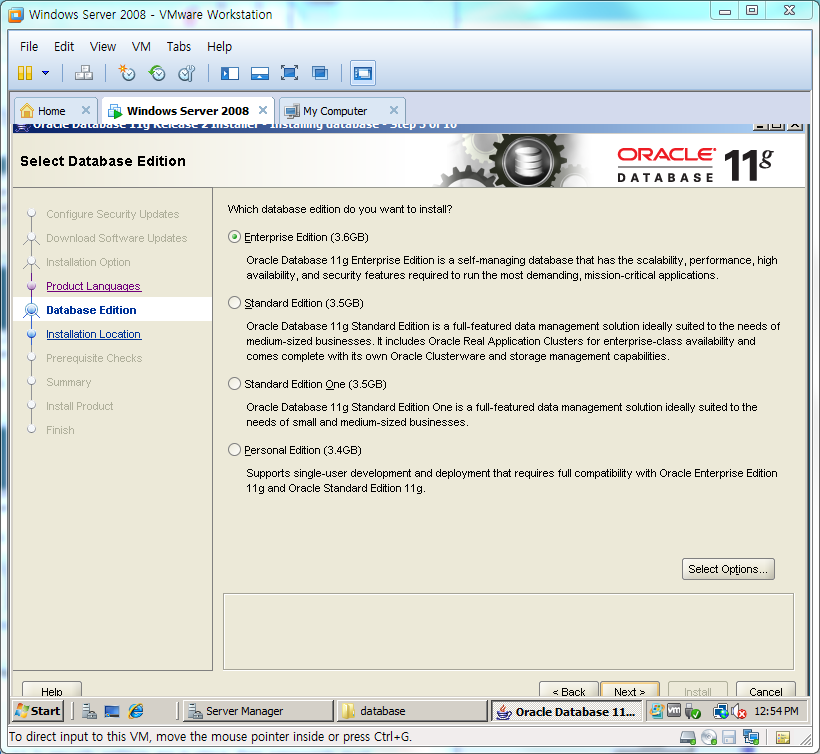 Windows Server 2008 - VMware Workstation
File Edit View VM Tabs Help
Home Windows Server 2008 My Computer
Oracle Database 11g Release 2 Installer - Installing database - Step 5 of 10
Select Database Edition
ORACLE
DATABASE 11g
Configure Security Updates
Download Software Updates
Installation Option
Product Languages
Database Edition
Installation Location
Prerequisite Checks
Summary
Install Product
Finish
Which database edition do you want to install?
Enterprise Edition (3.6GB)
Oracle Database 11g Enterprise Edition is a self-managing database that has the scalability, performance, high
availability, and security features required to run the most demanding, mission-critical applications.
Standard Edition (3.5GB)
Oracle Database 11g Standard Edition is a full-featured data management solution ideally suited to the needs of
medium-sized businesses. It includes Oracle Real Application Clusters for enterprise-class availability and
comes complete with its own Oracle Clusterware and storage management capabilities.
Standard Edition One (3.5GB)
Oracle Database 11g Standard Edition One is a full-featured data management solution ideally suited to the
needs of small and medium-sized businesses.
Personal Edition (3.4GB)
Supports single-user development and deployment that requires full compatibility with Oracle Enterprise Edition
11g and Oracle Standard Edition 11g.
Select Options...
Help < Back Next > Install Cancel
Start Server Manager database Oracle Database 11... vm 12:54 PM
To direct input to this VM, move the mouse pointer inside or press Ctrl+G.